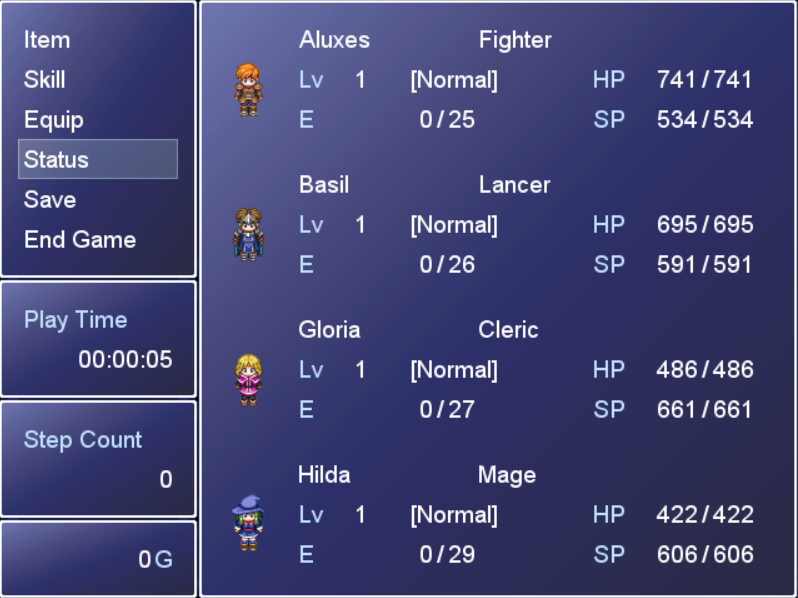 Item
Skill
Equip
Status
Save
End Game
Play Time
00:00:05
Step Count
0
0 G
Aluxes Fighter
Lv 1 [Normal] HP 741/741
E 0/25 SP 534/534
Basil Lancer
Lv 1 [Normal] HP 695/695
E 0/26 SP 591/591
Gloria Cleric
Lv 1 [Normal] HP 486/486
E 0/27 SP 661/661
Hilda Mage
Lv 1 [Normal] HP 422/422
E 0/29 SP 606/606